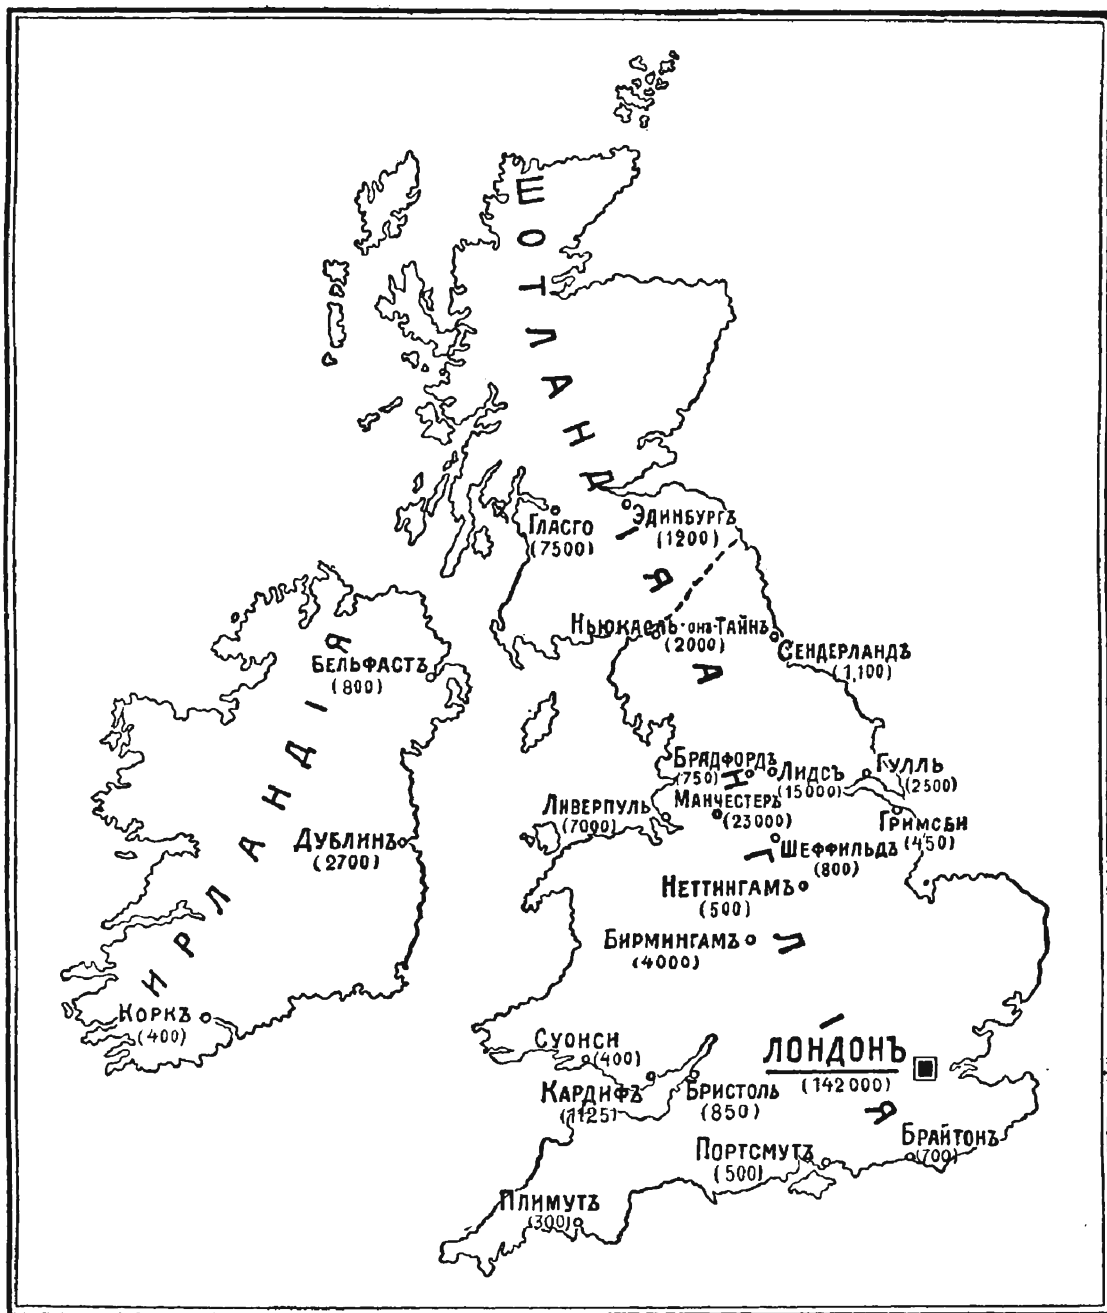 ШОТЛАНДІЯ
ГЛАСГО
(7500)
ЭДИНБУРГЪ
(1200)
НЬЮКАСЛЬ-ОНЪ-ТАЙНЪ
(2000)
СЕНДЕРЛАНДЪ
(1,100)
ИРЛАНДІЯ
БЕЛЬФАСТЪ
(800)
ДУБЛИНЪ
(2700)
КОРКЪ
(400)
АНГЛІЯ
БРЯДФОРДЪ
(750)
ЛИДСЪ
(15000)
ГУЛЛЬ
(2500)
ЛИВЕРПУЛЬ
(7000)
МАНЧЕСТЕРЪ
(23000)
ГРИМСБИ
(450)
ШЕФФИЛЬДЪ
(800)
НЕТТИНГАМЪ
(500)
БИРМИНГАМЪ
(4000)
СУОНСИ
(400)
КАРДИФЪ
(1125)
БРИСТОЛЬ
(850)
ЛОНДОНЪ
(142000)
ПОРТСМУТЪ
(500)
БРАЙТОНЪ
(700)
ПЛИМУТЪ
(300)